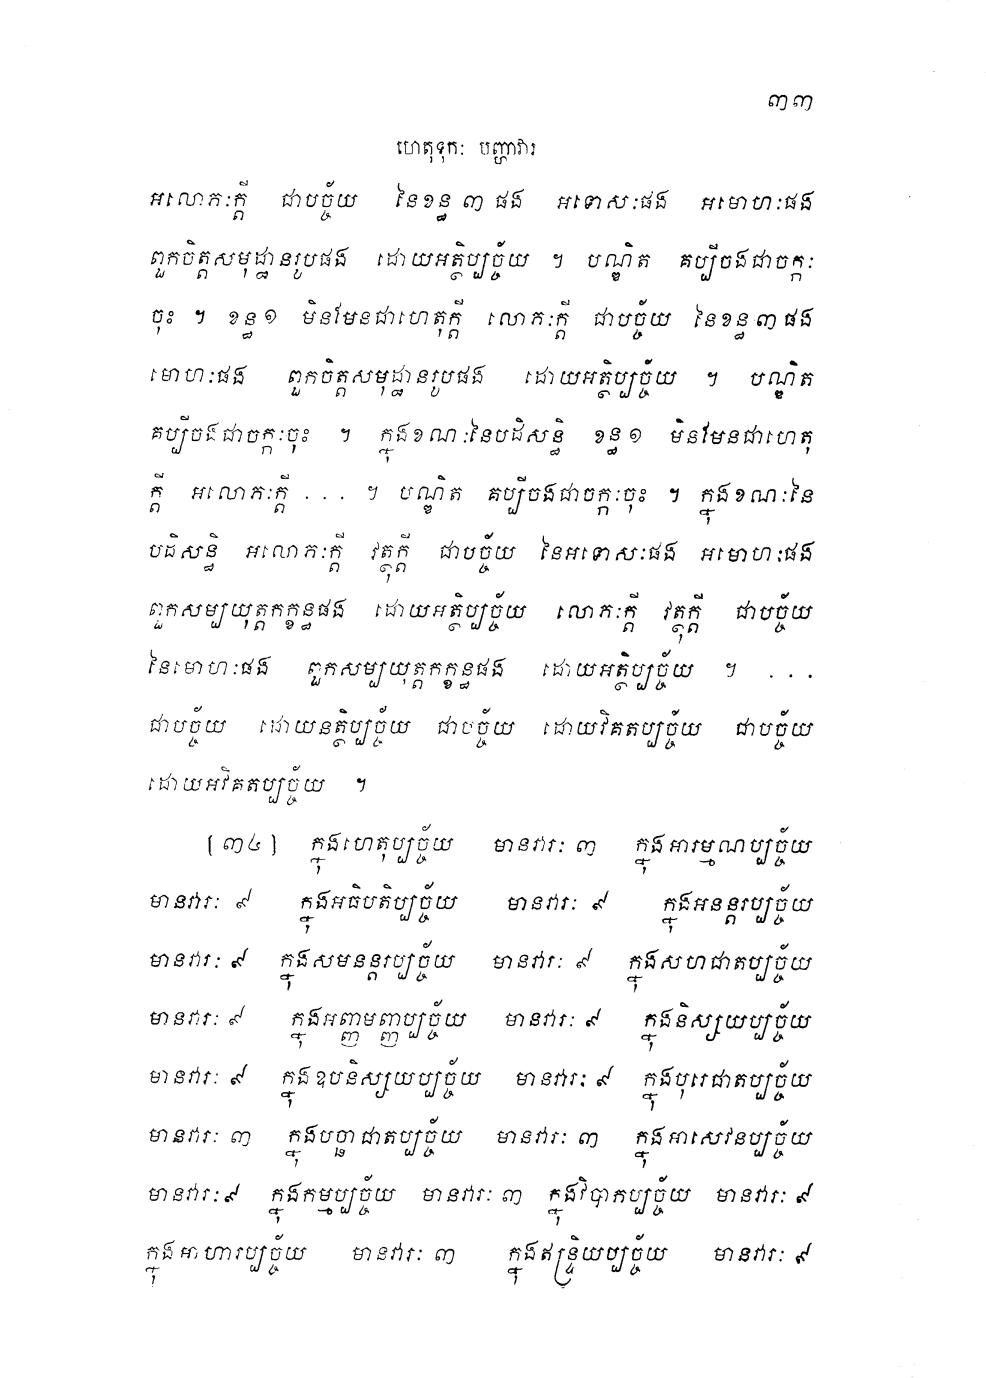 ៣៣
ហេតុទុកៈ បញ្ហាវារ
អលោភៈក្តី ជាបច្ច័យ នៃខន្ធ ៣ ផង អទោសៈផង អមោហៈផង
ពួកចិត្តសមុដ្ឋានរូបផង ដោយអត្ថិប្បច្ច័យ ។ បណ្ឌិត គប្បីចងជាចក្កៈ
ចុះ ។ ខន្ធ ១ មិនមែនជាហេតុក្តី លោភៈក្តី ជាបច្ច័យ នៃខន្ធ ៣ ផង
មោហៈផង ពួកចិត្តសមុដ្ឋានរូបផង ដោយអត្ថិប្បច្ច័យ ។ បណ្ឌិត
គប្បីចងជាចក្កៈចុះ ។ ក្នុងខណៈនៃបដិសន្ធិ ខន្ធ ១ មិនមែនជាហេតុ
ក្តី អលោភៈក្តី . . . ។ បណ្ឌិត គប្បីចងជាចក្កៈចុះ ។ ក្នុងខណៈនៃ
បដិសន្ធិ អលោភៈក្តី វត្ថុក្តី ជាបច្ច័យ នៃអទោសៈផង អមោហៈផង
ពួកសម្បយុត្តកក្ខន្ធផង ដោយអត្ថិប្បច្ច័យ លោភៈក្តី វត្ថុក្តី ជាបច្ច័យ
នៃមោហៈផង ពួកសម្បយុត្តកក្ខន្ធផង ដោយអត្ថិប្បច្ច័យ ។ . . .
ជាបច្ច័យ ដោយនត្ថិប្បច្ច័យ ជាបច្ច័យ ដោយវិគតប្បច្ច័យ ជាបច្ច័យ
ដោយអវិគតប្បច្ច័យ ។
[ ៣៤ ] ក្នុងហេតុប្បច្ច័យ មានវារៈ ៣ ក្នុងអារម្មណប្បច្ច័យ
មានវារៈ ៩ ក្នុងអធិបតិប្បច្ច័យ មានវារៈ ៩ ក្នុងអនន្តរប្បច្ច័យ
មានវារៈ ៩ ក្នុងសមនន្តរប្បច្ច័យ មានវារៈ ៩ ក្នុងសហជាតប្បច្ច័យ
មានវារៈ ៩ ក្នុងអញ្ញាមញ្ញាប្បច្ច័យ មានវារៈ ៩ ក្នុងនិស្សយប្បច្ច័យ
មានវារៈ ៩ ក្នុងឧបនិស្សយប្បច្ច័យ មានវារៈ ៩ ក្នុងបុរេជាតប្បច្ច័យ
មានវារៈ ៣ ក្នុងបច្ឆាជាតប្បច្ច័យ មានវារៈ ៣ ក្នុងអាសេវនប្បច្ច័យ
មានវារៈ ៩ ក្នុងកម្មប្បច្ច័យ មានវារៈ ៣ ក្នុងវិបាកប្បច្ច័យ មានវារៈ ៩
ក្នុងអាហារប្បច្ច័យ មានវារៈ ៣ ក្នុងឥន្ទ្រិយប្បច្ច័យ មានវារៈ ៩